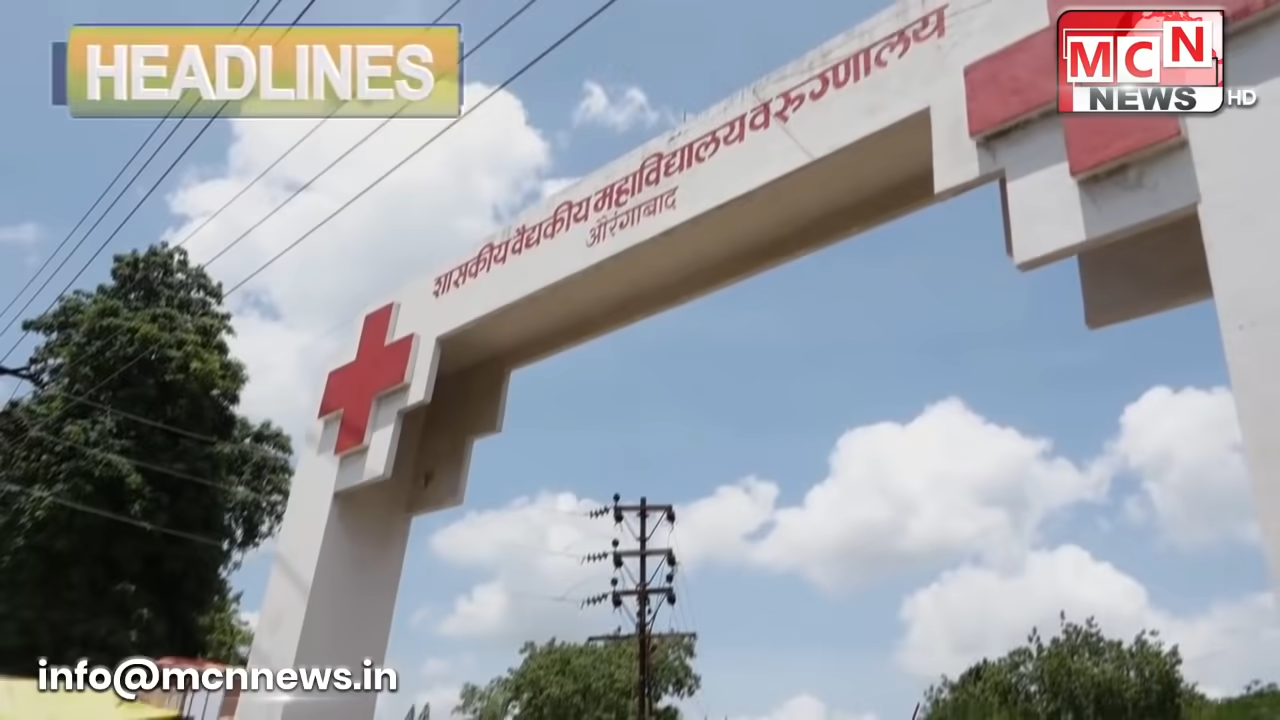 HEADLINES
MCN
NEWS HD
शासकीय वैद्यकीय महाविद्यालय व रुग्णालय
औरंगाबाद
info@mcnnews.in